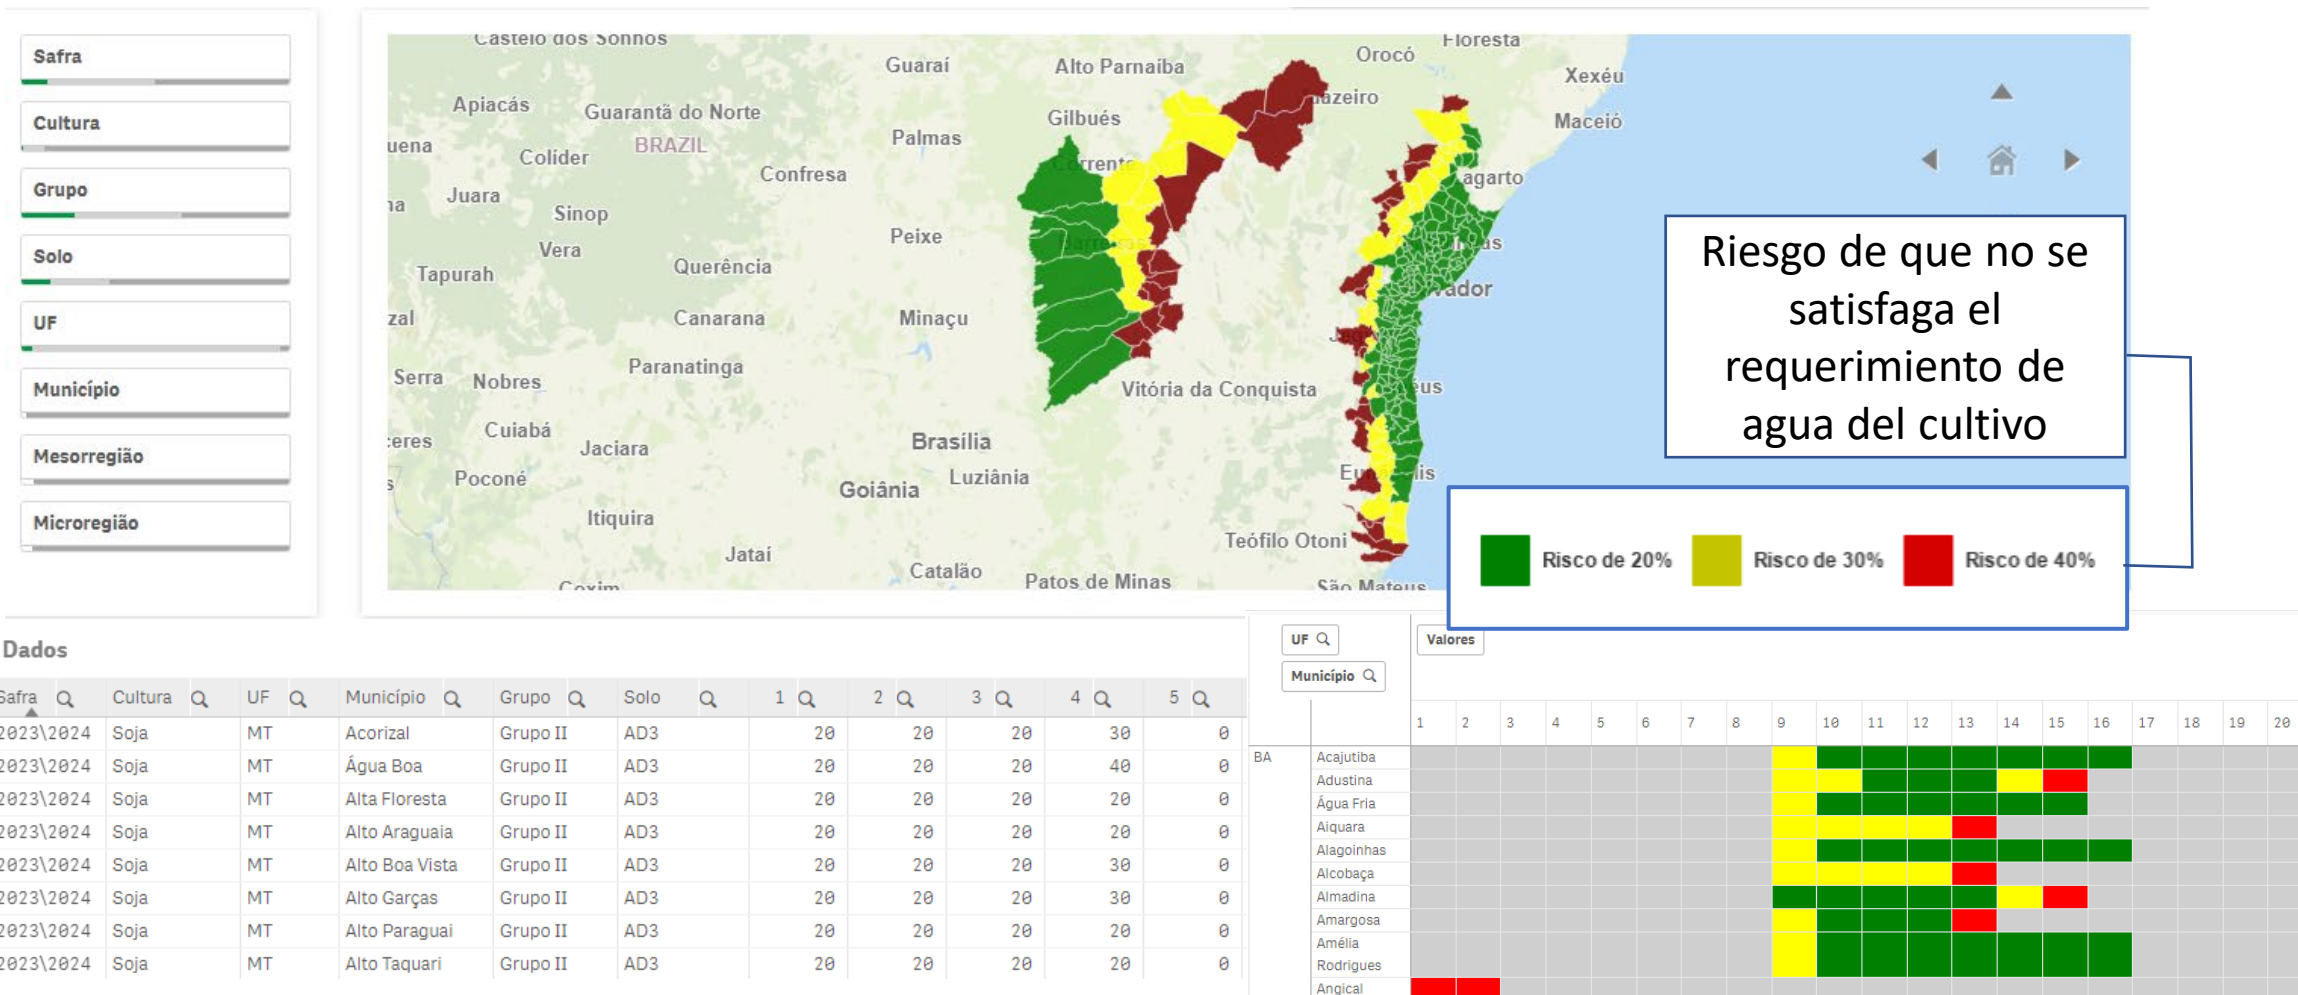 Safra
Cultura
Grupo
Solo
UF
Município
Mesorregião
Microregião
Castelo dos Sonhos
Guaraí
Alto Parnaíba
Orocó
Floresta
Xexéu
Apiacás
Guarantã do Norte
Gilbués
Maceió
BRAZIL
Palmas
Colíder
Confresa
Juara
Sinop
Peixe
Vera
Tapurah
Querência
Canarana
Minaçu
Paranatinga
Serra
Nobres
Vitória da Conquista
Cuiabá
Jaciara
Brasília
Poconé
Luziânia
Goiânia
Itiquira
Teófilo Otoni
Jataí
Catalão
Patos de Minas
São Mateus
Coxim
Riesgo de que no se
satisfaga el
requerimiento de
agua del cultivo
Risco de 20% Risco de 30% Risco de 40%
Dados
Safra Cultura UF Município Grupo Solo 1 2 3 4 5
2023\2024 Soja MT Acorizal Grupo II AD3 20 20 20 30 0
2023\2024 Soja MT Água Boa Grupo II AD3 20 20 20 40 0
2023\2024 Soja MT Alta Floresta Grupo II AD3 20 20 20 20 0
2023\2024 Soja MT Alto Araguaia Grupo II AD3 20 20 20 20 0
2023\2024 Soja MT Alto Boa Vista Grupo II AD3 20 20 20 30 0
2023\2024 Soja MT Alto Garças Grupo II AD3 20 20 20 30 0
2023\2024 Soja MT Alto Paraguai Grupo II AD3 20 20 20 20 0
2023\2024 Soja MT Alto Taquari Grupo II AD3 20 20 20 20 0
UF Valores
Município
1 2 3 4 5 6 7 8 9 10 11 12 13 14 15 16 17 18 19 20
BA Acajutiba
Adustina
Água Fria
Aiquara
Alagoinhas
Alcobaça
Almadina
Amargosa
Amélia
Rodrigues
Angical